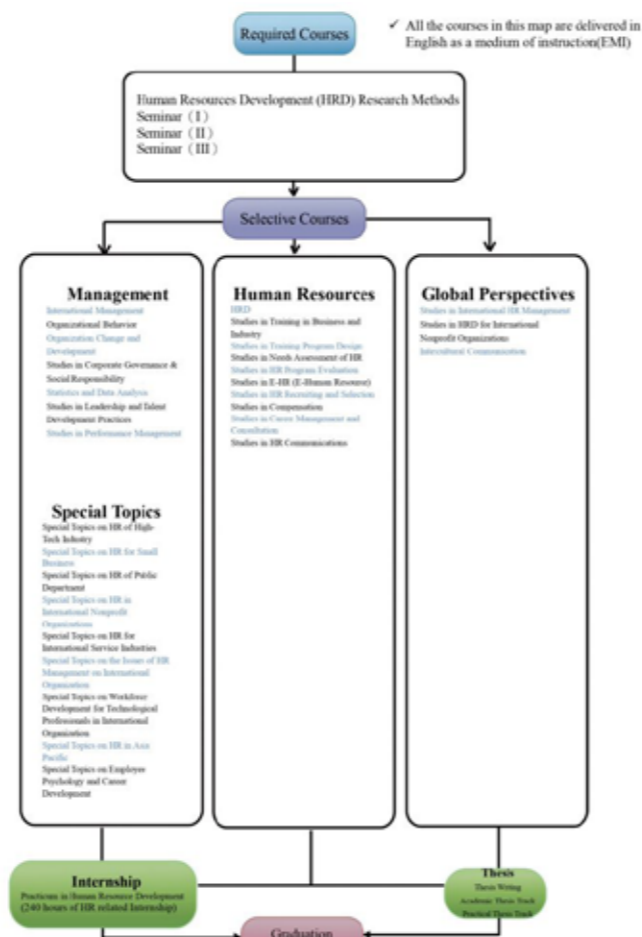 Required Courses
✓ All the courses in this map are delivered in
English as a medium of instruction(EMI)
Human Resources Development (HRD) Research Methods
Seminar（I）
Seminar（II）
Seminar（III）
Selective Courses
Management
International Management
Organizational Behavior
Organization Change and
Development
Studies in Corporate Governance &
Social Responsibility
Statistics and Data Analysis
Studies in Leadership and Talent
Development Practices
Studies in Performance Management
Special Topics
Special Topics on HR of High-
Tech Industry
Special Topics on HR for Small
Business
Special Topics on HR of Public
Department
Special Topics on HR in
International Nonprofit
Organizations
Special Topics on HR for
International Service Industries
Special Topics on the Issues of HR
Management on International
Organization
Special Topics on Workforce
Development for Technological
Professionals in International
Organization
Special Topics on HR in Asia
Pacific
Special Topics on Employee
Psychology and Career
Development
Human Resources
HRD
Studies in Training in Business and
Industry
Studies in Training Program Design
Studies in Needs Assessment of HR
Studies in HR Program Evaluation
Studies in E-HR (E-Human Resource)
Studies in HR Recruiting and Selection
Studies in Compensation
Studies in Career Management and
Consultation
Studies in HR Communications
Global Perspectives
Studies in International HR Management
Studies in HRD for International
Nonprofit Organizations
Intercultural Communication
Internship
Practicum in Human Resource Development
(240 hours of HR related Internship)
Thesis
Thesis Writing
Academic Thesis Track
Practical Thesis Track
Graduation